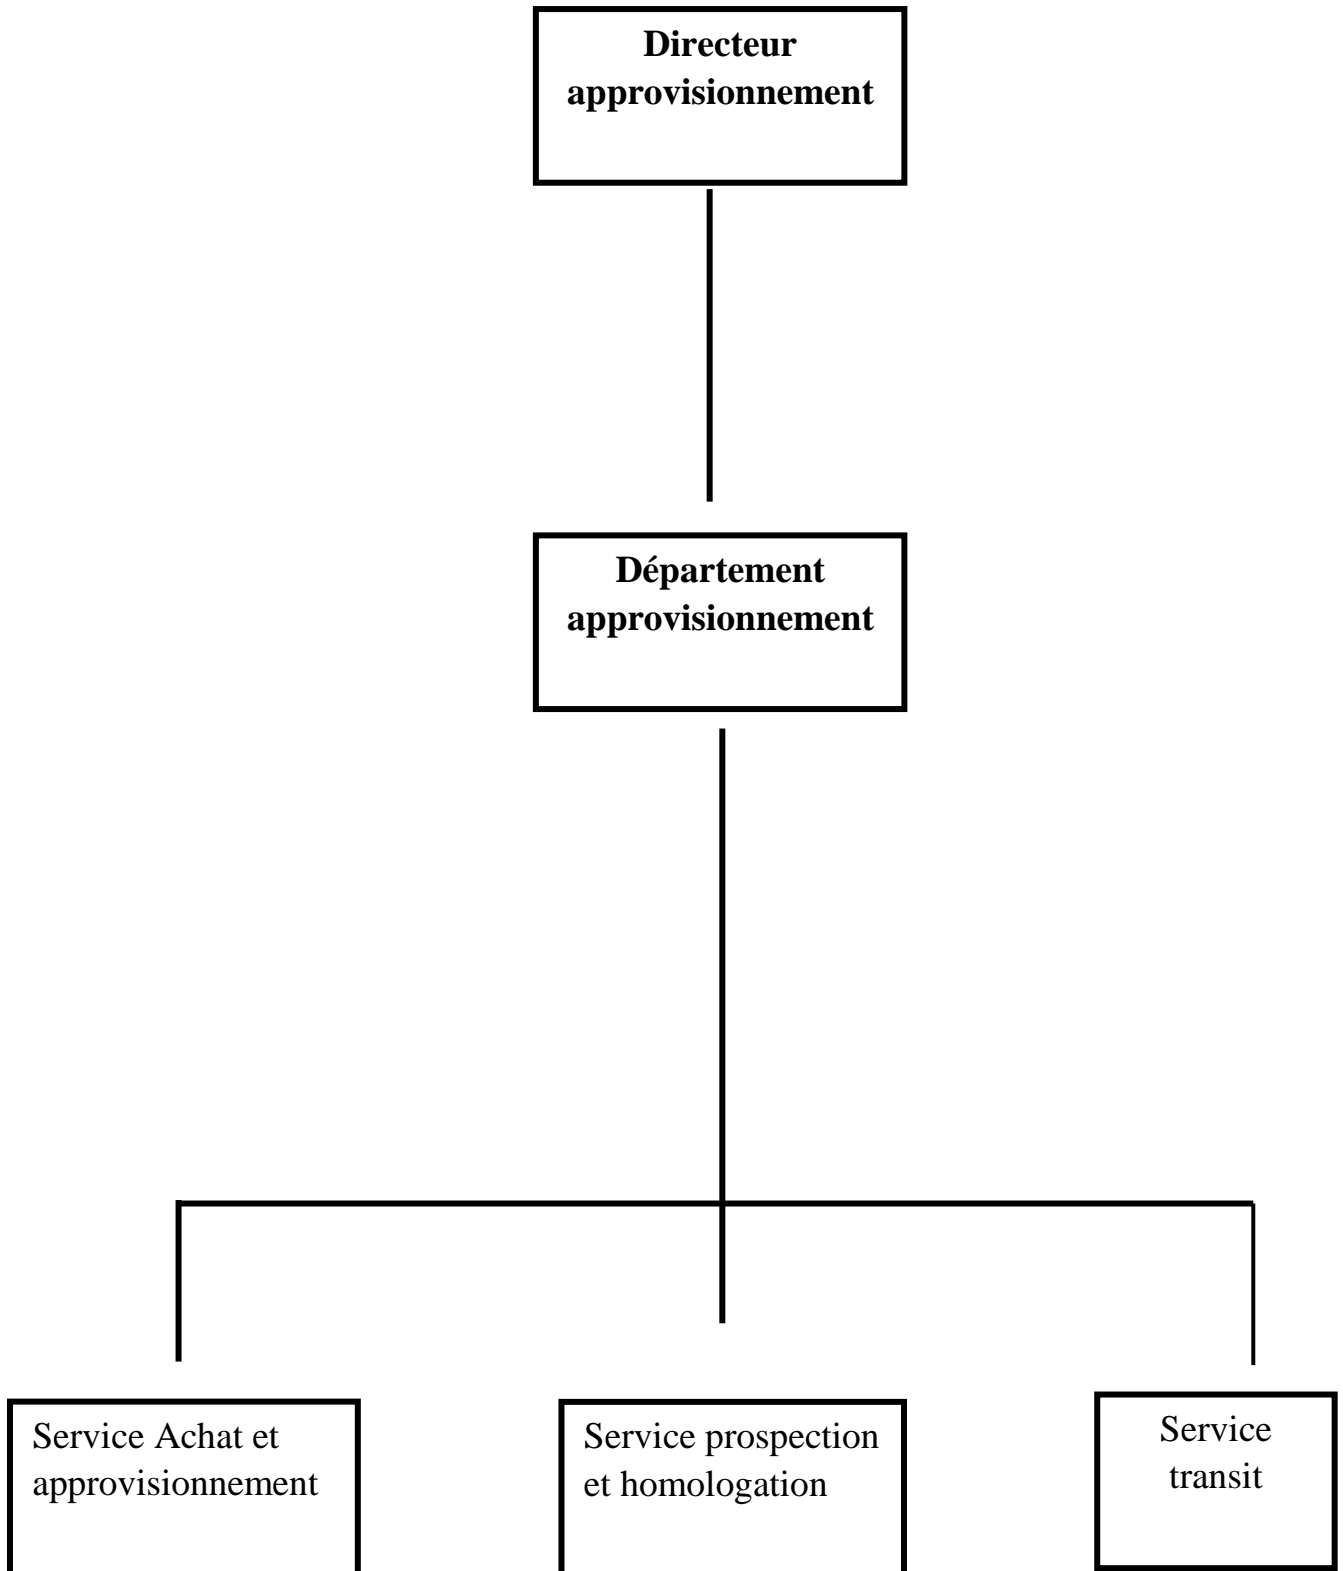 Directeur
approvisionnement
Département
approvisionnement
Service Achat et
approvisionnement
Service prospection
et homologation
Service
transit